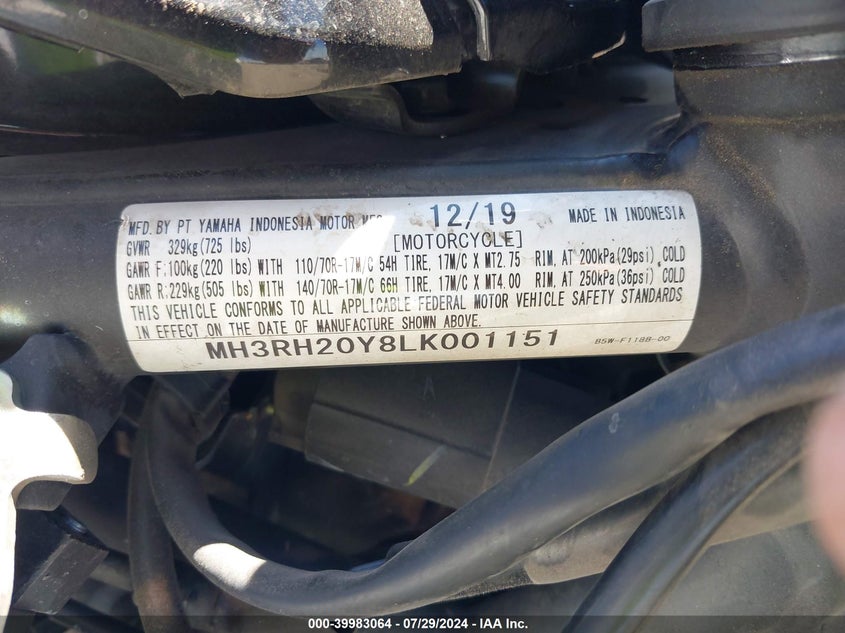 MFD. BY PT YAMAHA INDONESIA MOTOR MFG 12/19 MADE IN INDONESIA
GVWR 329kg(725 lbs) [MOTORCYCLE]
GAWR F:100kg(220 lbs) WITH 110/70R-17M/C 54H TIRE, 17M/C X MT2.75 RIM, AT 200kPa(29psi) COLD
GAWR R:229kg(505 lbs) WITH 140/70R-17M/C 66H TIRE, 17M/C X MT4.00 RIM, AT 250kPa(36psi) COLD
THIS VEHICLE CONFORMS TO ALL APPLICABLE FEDERAL MOTOR VEHICLE SAFETY STANDARDS
IN EFFECT ON THE DATE OF MANUFACTURE SHOWN ABOVE.
MH3RH20Y8LK001151 B5W-F118B-00
000-39983064 - 07/29/2024 - IAA Inc.